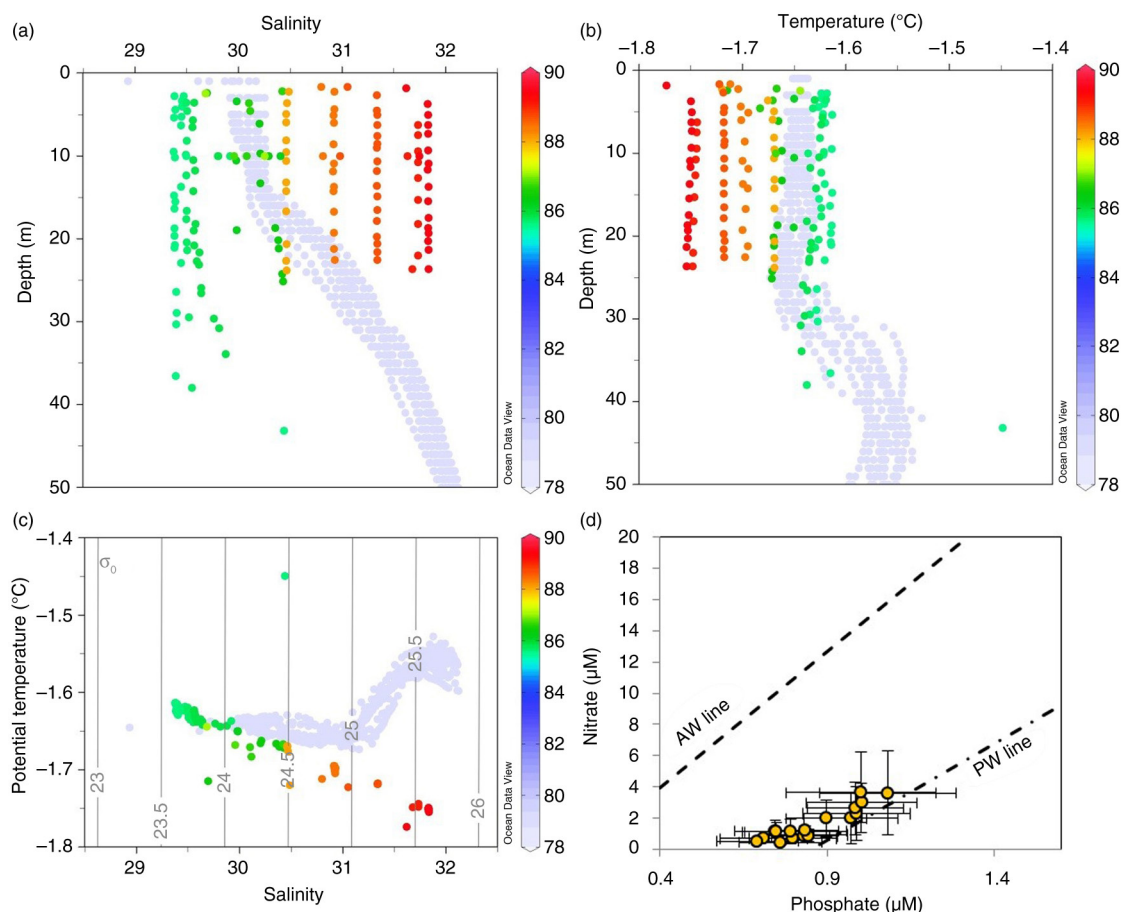 (a)
Salinity
29 30 31 32
0
10
20
30
40
50
Depth (m)
90
88
86
84
82
80
78
Ocean Data View
(b)
Temperature (°C)
−1.8 −1.7 −1.6 −1.5 −1.4
0
10
20
30
40
50
Depth (m)
90
88
86
84
82
80
78
Ocean Data View
(c)
−1.4
−1.5
−1.6
−1.7
−1.8
Potential temperature (°C)
σ0
23
23.5
24
24.5
25
25.5
26
29 30 31 32
Salinity
90
88
86
84
82
80
78
Ocean Data View
(d)
20
18
16
14
12
10
8
6
4
2
0
Nitrate (µM)
AW line
PW line
0.4 0.9 1.4
Phosphate (µM)